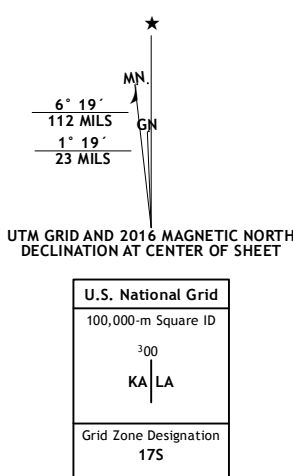 ★
MN.
6° 19´
112 MILS
GN
1° 19´
23 MILS
UTM GRID AND 2016 MAGNETIC NORTH
DECLINATION AT CENTER OF SHEET
U.S. National Grid
100,000-m Square ID
³00
KA LA
Grid Zone Designation
17S